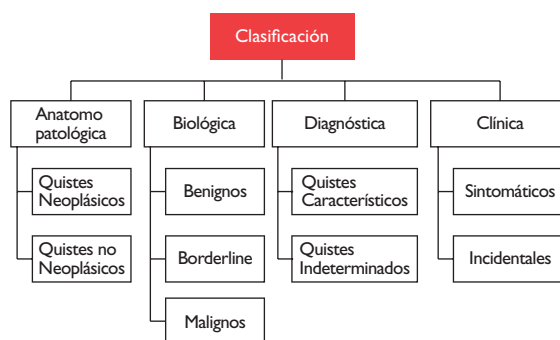 Clasificación
Anatomo
patológica
Biológica
Diagnóstica
Clínica
Quistes
Neoplásicos
Benignos
Quistes
Característicos
Sintomáticos
Quistes no
Neoplásicos
Borderline
Quistes
Indeterminados
Incidentales
Malignos